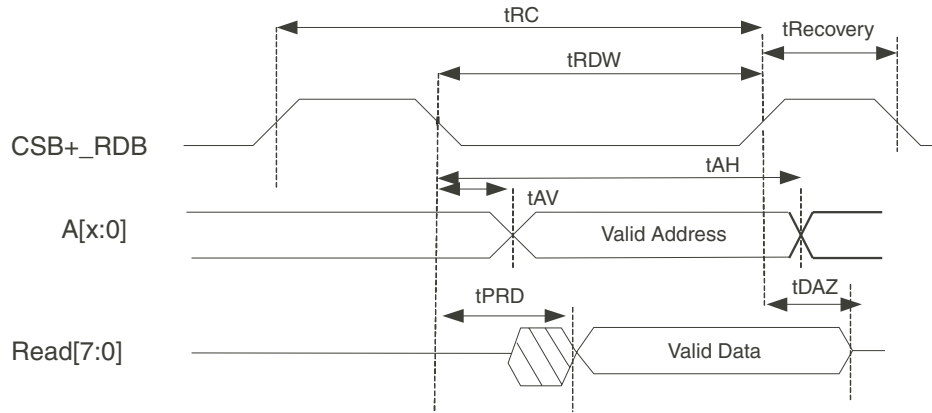 tRC
tRecovery
tRDW
CSB+_RDB
tAH
tAV
A[x:0]
Valid Address
tPRD
tDAZ
Read[7:0]
Valid Data